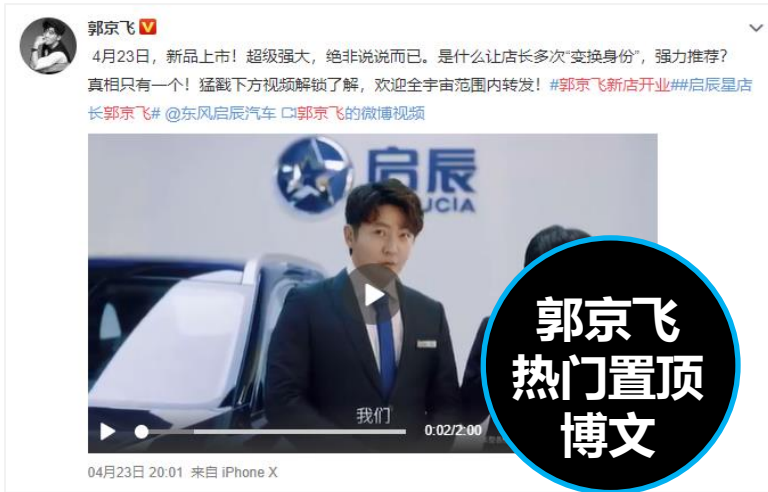 郭京飞 V
4月23日，新品上市！超级强大，绝非说说而已。是什么让店长多次“变换身份”，强力推荐？
真相只有一个！猛戳下方视频解锁了解，欢迎全宇宙范围内转发！#郭京飞新店开业##启辰星店
长郭京飞# @东风启辰汽车 郭京飞的微博视频
启辰
UCIA
我们
0:02/2:00
郭京飞
热门置顶
博文
04月23日 20:01 来自 iPhone X